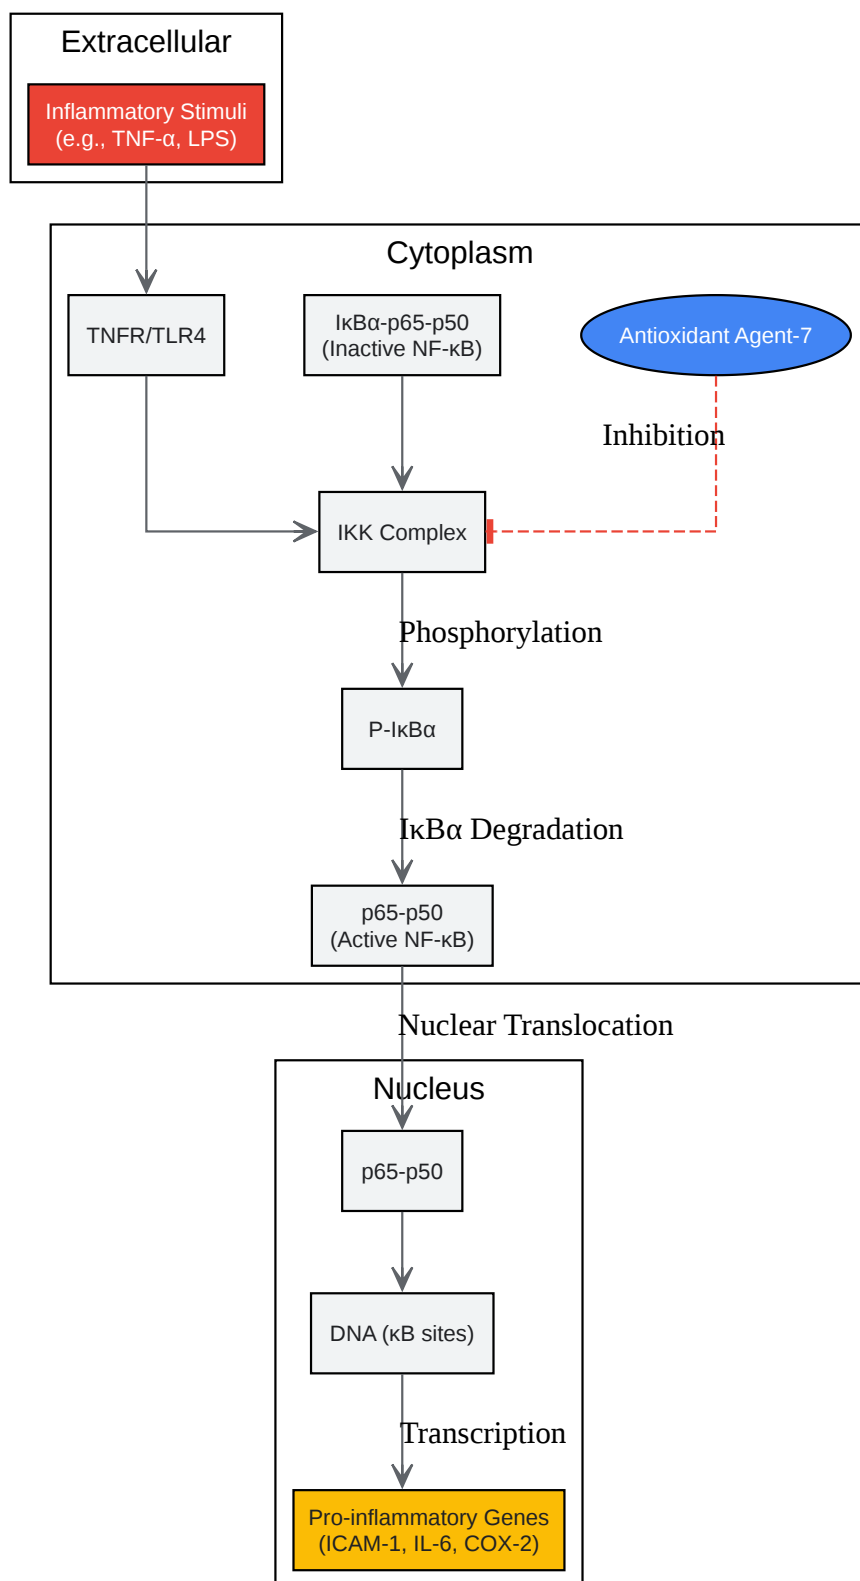 Extracellular
Inflammatory Stimuli
(e.g., TNF-α, LPS)
Cytoplasm
TNFR/TLR4
IκBα-p65-p50
(Inactive NF-κB)
Antioxidant Agent-7
Inhibition
IKK Complex
Phosphorylation
P-IκBα
IκBα Degradation
p65-p50
(Active NF-κB)
Nuclear Translocation
Nucleus
p65-p50
DNA (κB sites)
Transcription
Pro-inflammatory Genes
(ICAM-1, IL-6, COX-2)